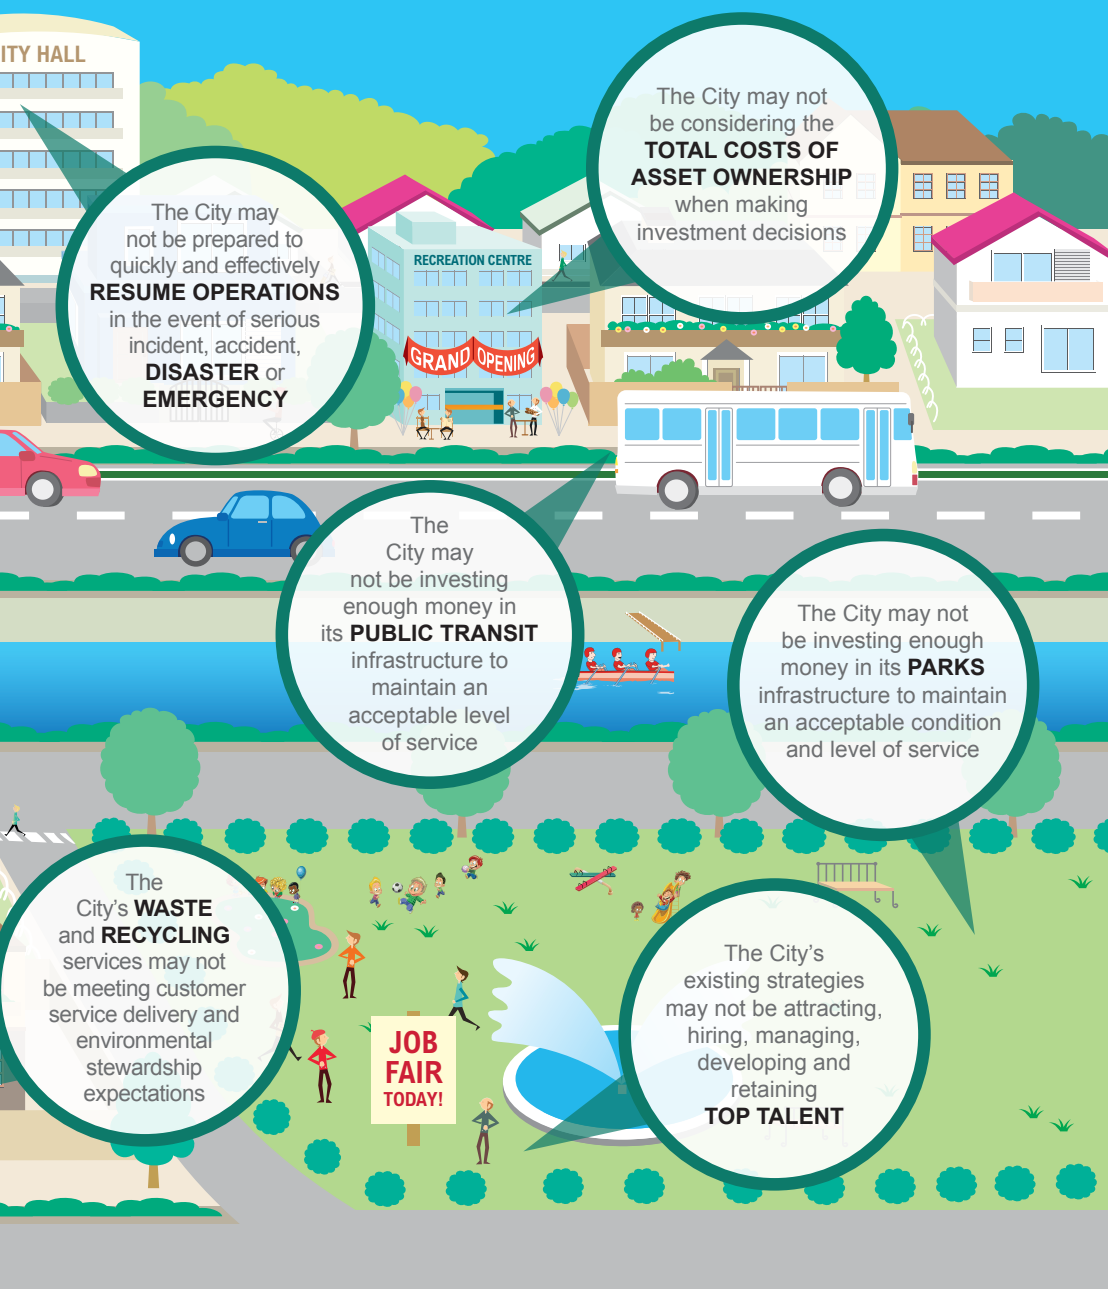 ITY HALL
The City may not
be considering the
TOTAL COSTS OF
ASSET OWNERSHIP
when making
investment decisions
The City may
not be prepared to
quickly and effectively
RESUME OPERATIONS
in the event of serious
incident, accident,
DISASTER or
EMERGENCY
RECREATION CENTRE
GRAND OPENING
The
City may
not be investing
enough money in
its PUBLIC TRANSIT
infrastructure to
maintain an
acceptable level
of service
The City may not
be investing enough
money in its PARKS
infrastructure to maintain
an acceptable condition
and level of service
The
City’s WASTE
and RECYCLING
services may not
be meeting customer
service delivery and
environmental
stewardship
expectations
The City’s
existing strategies
may not be attracting,
hiring, managing,
developing and
retaining
TOP TALENT
JOB
FAIR
TODAY!